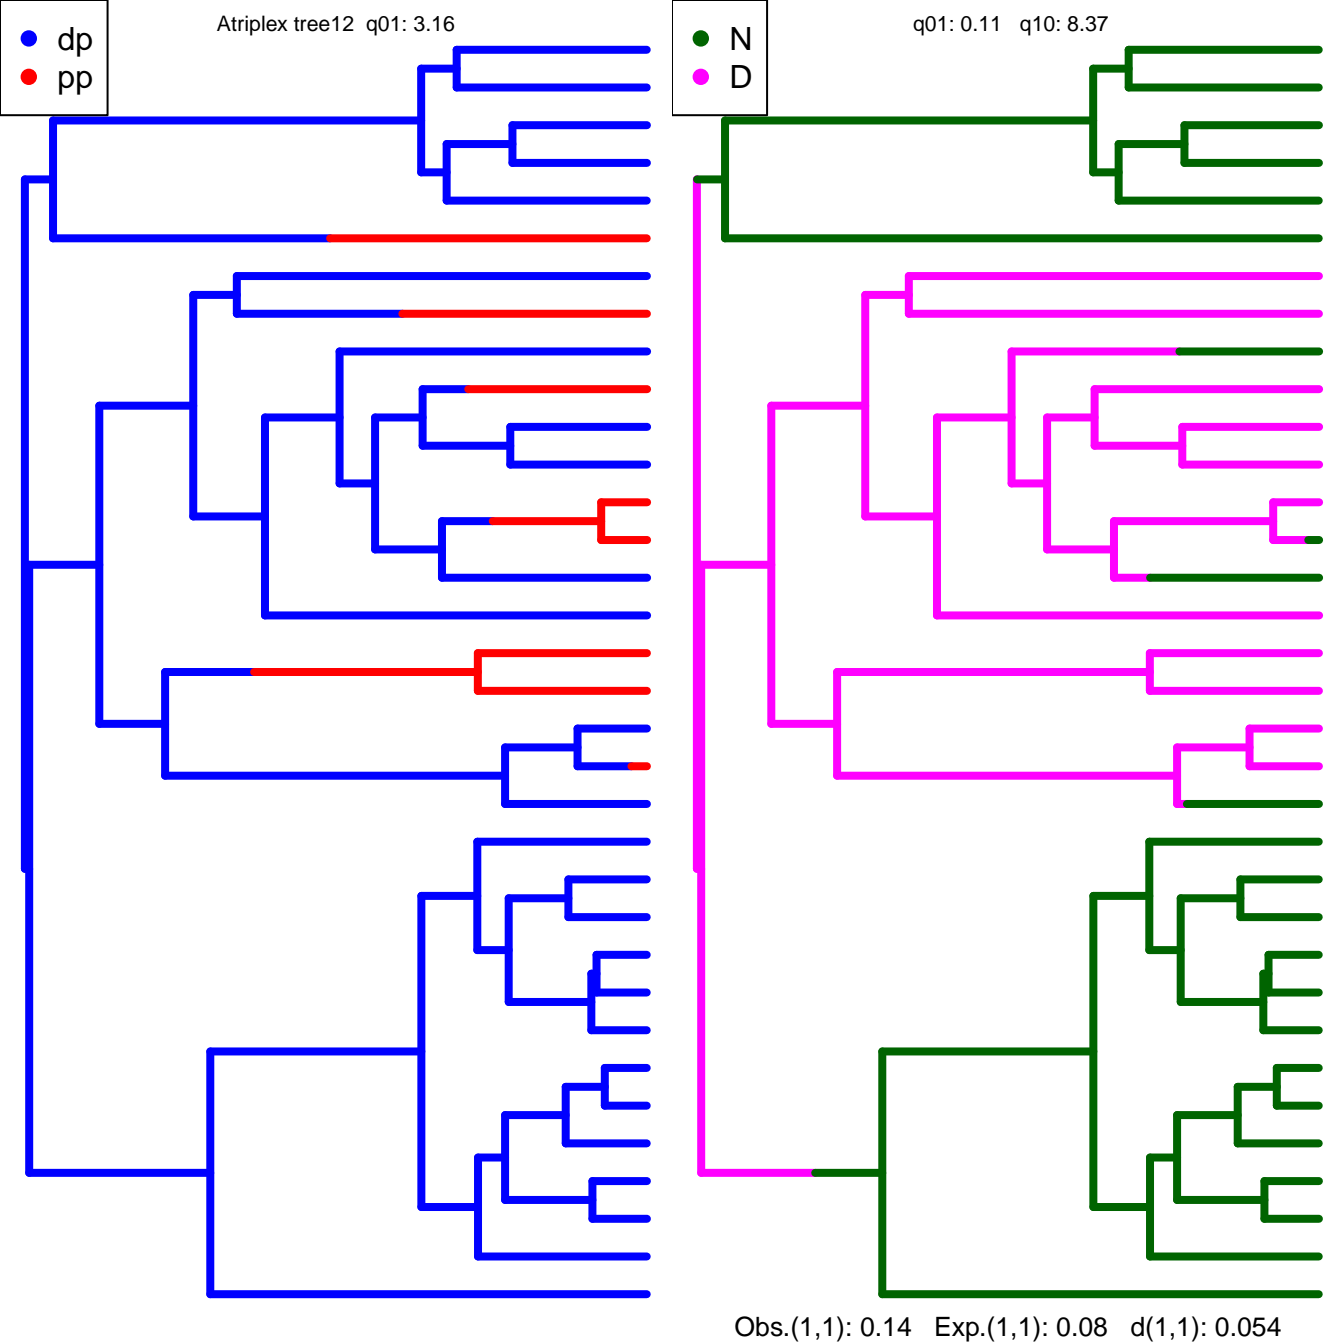 Atriplex tree12  q01: 3.16
dp
pp
q01: 0.11   q10: 8.37
N
D
Obs.(1,1): 0.14   Exp.(1,1): 0.08   d(1,1): 0.054